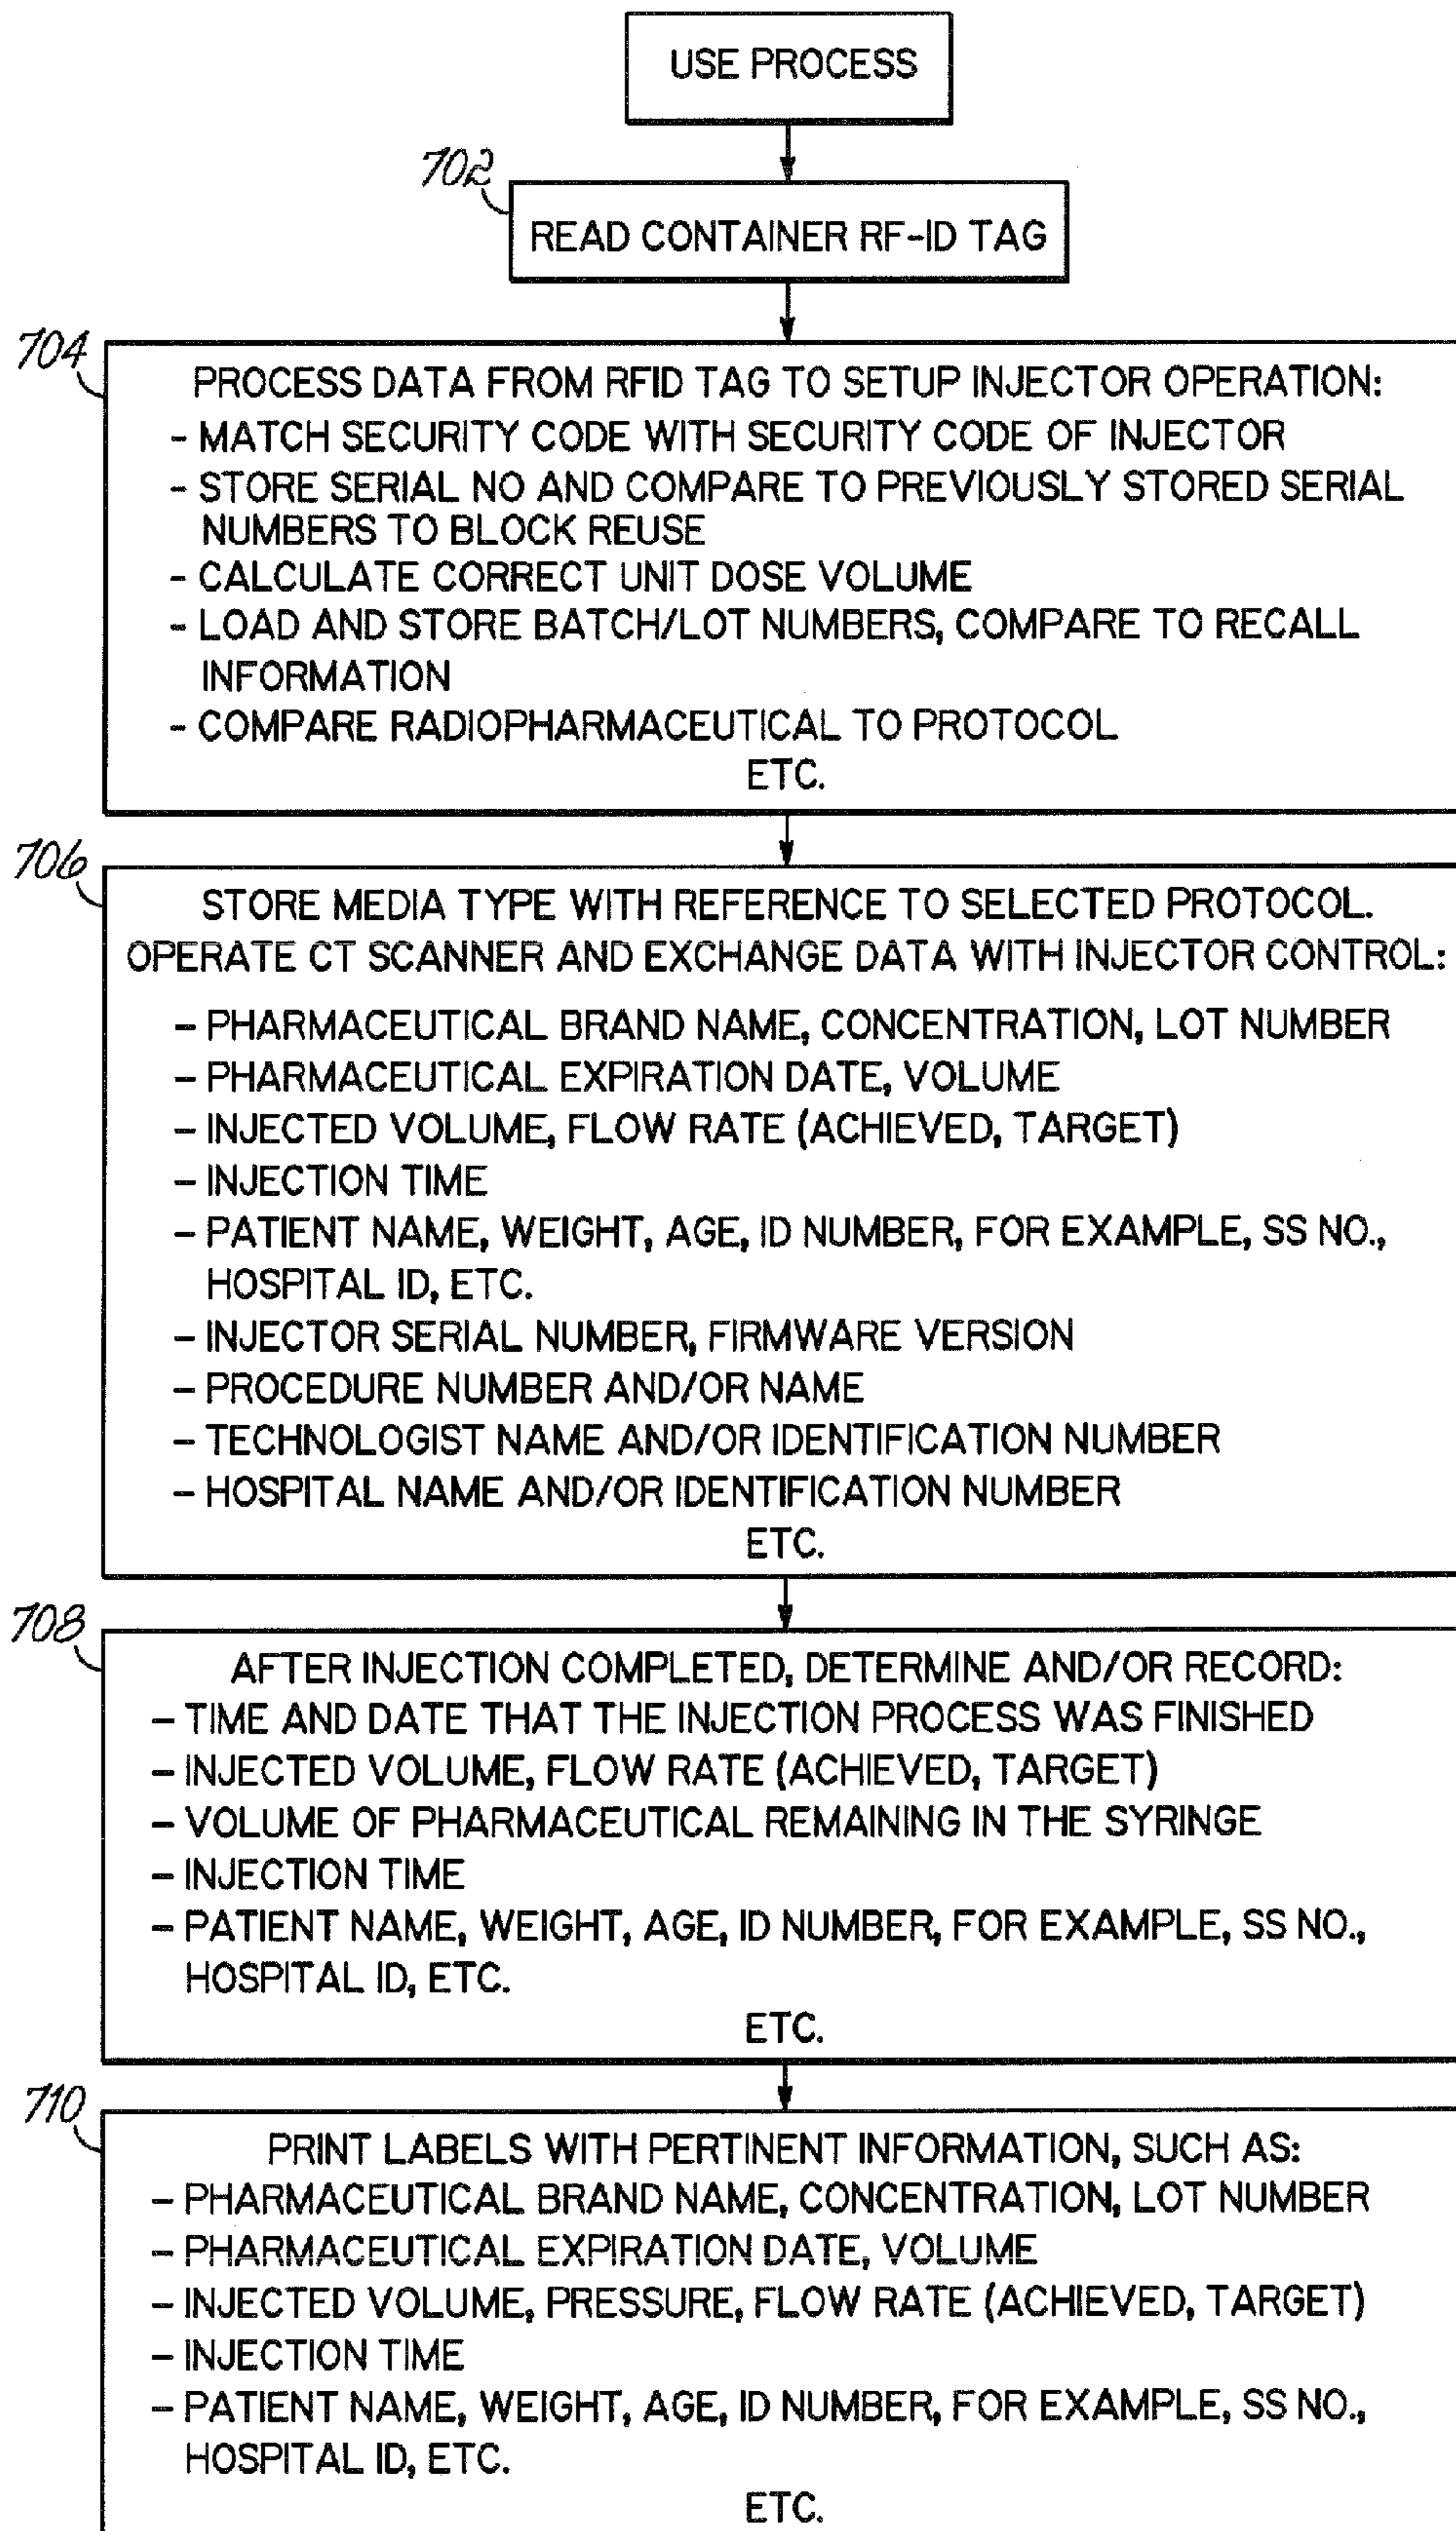 USE PROCESS
702
READ CONTAINER RF-ID TAG
704
PROCESS DATA FROM RFID TAG TO SETUP INJECTOR OPERATION:
- MATCH SECURITY CODE WITH SECURITY CODE OF INJECTOR
- STORE SERIAL NO AND COMPARE TO PREVIOUSLY STORED SERIAL
NUMBERS TO BLOCK REUSE
- CALCULATE CORRECT UNIT DOSE VOLUME
- LOAD AND STORE BATCH/LOT NUMBERS, COMPARE TO RECALL
INFORMATION
- COMPARE RADIOPHARMACEUTICAL TO PROTOCOL
ETC.
706
STORE MEDIA TYPE WITH REFERENCE TO SELECTED PROTOCOL.
OPERATE CT SCANNER AND EXCHANGE DATA WITH INJECTOR CONTROL:
- PHARMACEUTICAL BRAND NAME, CONCENTRATION, LOT NUMBER
- PHARMACEUTICAL EXPIRATION DATE, VOLUME
- INJECTED VOLUME, FLOW RATE (ACHIEVED, TARGET)
- INJECTION TIME
- PATIENT NAME, WEIGHT, AGE, ID NUMBER, FOR EXAMPLE, SS NO.,
HOSPITAL ID, ETC.
- INJECTOR SERIAL NUMBER, FIRMWARE VERSION
- PROCEDURE NUMBER AND/OR NAME
- TECHNOLOGIST NAME AND/OR IDENTIFICATION NUMBER
- HOSPITAL NAME AND/OR IDENTIFICATION NUMBER
ETC.
708
AFTER INJECTION COMPLETED, DETERMINE AND/OR RECORD:
- TIME AND DATE THAT THE INJECTION PROCESS WAS FINISHED
- INJECTED VOLUME, FLOW RATE (ACHIEVED, TARGET)
- VOLUME OF PHARMACEUTICAL REMAINING IN THE SYRINGE
- INJECTION TIME
- PATIENT NAME, WEIGHT, AGE, ID NUMBER, FOR EXAMPLE, SS NO.,
HOSPITAL ID, ETC.
ETC.
710
PRINT LABELS WITH PERTINENT INFORMATION, SUCH AS:
- PHARMACEUTICAL BRAND NAME, CONCENTRATION, LOT NUMBER
- PHARMACEUTICAL EXPIRATION DATE, VOLUME
- INJECTED VOLUME, PRESSURE, FLOW RATE (ACHIEVED, TARGET)
- INJECTION TIME
- PATIENT NAME, WEIGHT, AGE, ID NUMBER, FOR EXAMPLE, SS NO.,
HOSPITAL ID, ETC.
ETC.